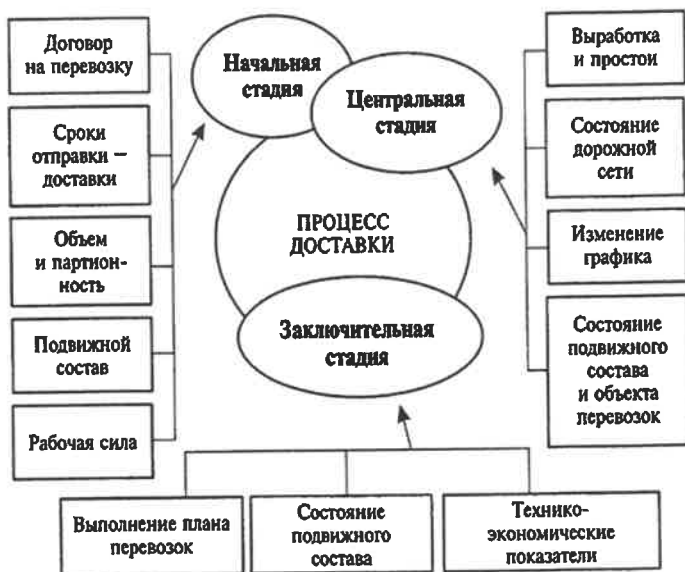 Договор
на перевозку
Сроки
отправки –
доставки
Объем
и партион-
ность
Подвижной
состав
Рабочая сила
Начальная
стадия
Центральная
стадия
ПРОЦЕСС
ДОСТАВКИ
Заключительная
стадия
Выработка
и простои
Состояние
дорожной
сети
Изменение
графика
Состояние
подвижного
состава
и объекта
перевозок
Выполнение плана
перевозок
Состояние
подвижного
состава
Технико-
экономические
показатели